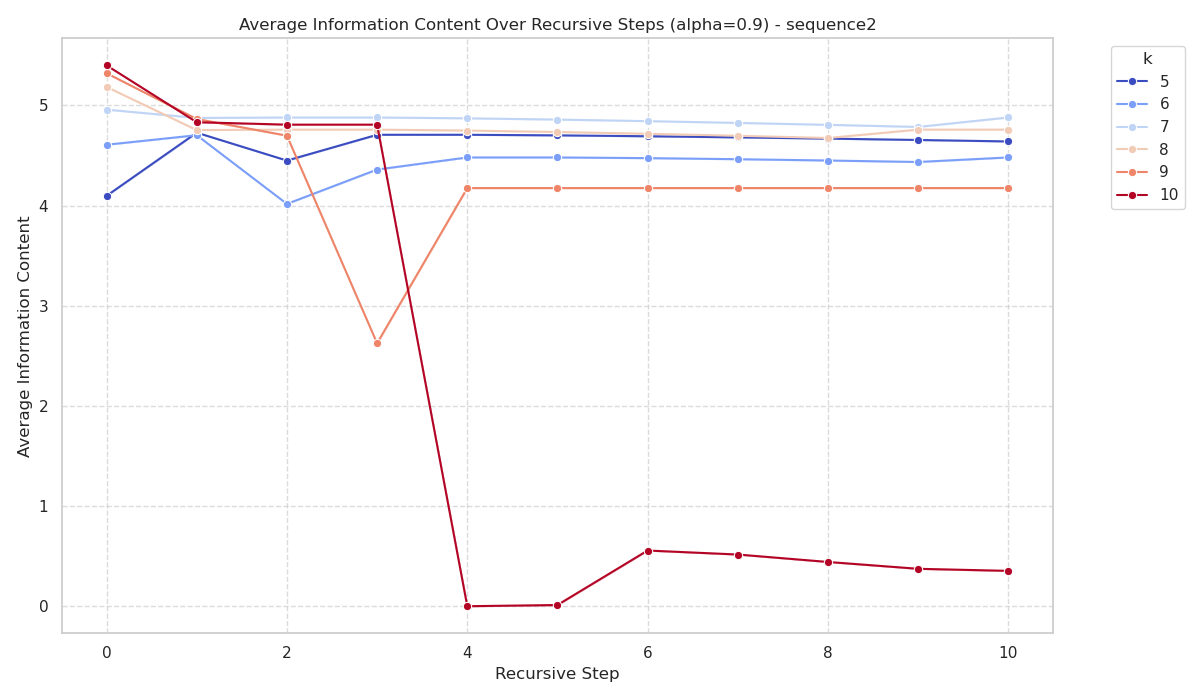 Average Information Content Over Recursive Steps (alpha=0.9) - sequence2
Average Information Content
5
4
3
2
1
0
0 2 4 6 8 10
Recursive Step
k
5
6
7
8
9
10